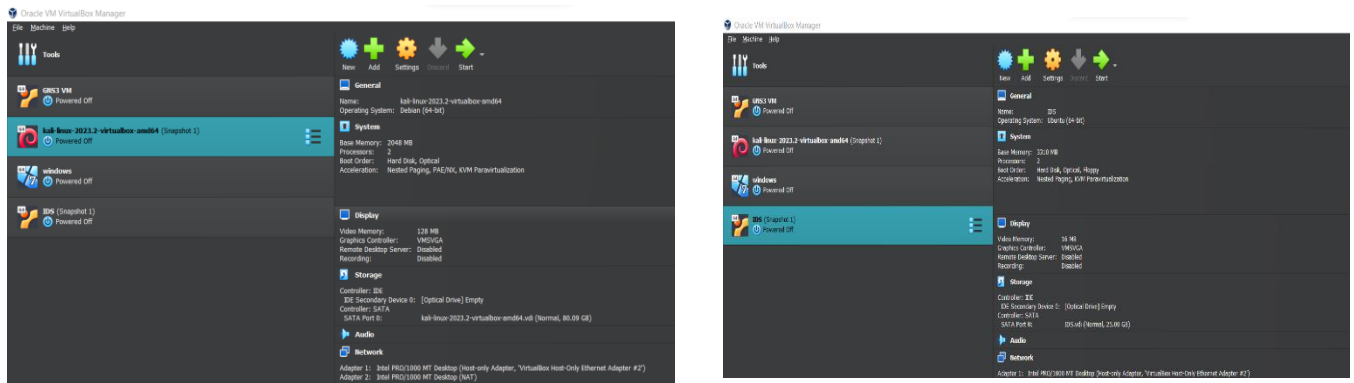 Oracle VM VirtualBox Manager
File Machine Help
Tools
New Add Settings Discard Start
GNS3 VM
Powered Off
kali-linux-2023.2-virtualbox-amd64 (Snapshot 1)
Powered Off
windows
Powered Off
IDS (Snapshot 1)
Powered Off
General
Name: kali-linux-2023.2-virtualbox-amd64
Operating System: Debian (64-bit)
System
Base Memory: 2048 MB
Processors: 2
Boot Order: Hard Disk, Optical
Acceleration: Nested Paging, PAE/NX, KVM Paravirtualization
Display
Video Memory: 128 MB
Graphics Controller: VMSVGA
Remote Desktop Server: Disabled
Recording: Disabled
Storage
Controller: IDE
IDE Secondary Device 0: [Optical Drive] Empty
Controller: SATA
SATA Port 0: kali-linux-2023.2-virtualbox-amd64.vdi (Normal, 80.09 GB)
Audio
Network
Adapter 1: Intel PRO/1000 MT Desktop (Host-only Adapter, 'VirtualBox Host-Only Ethernet Adapter #2')
Adapter 2: Intel PRO/1000 MT Desktop (NAT)
Oracle VM VirtualBox Manager
File Machine Help
Tools
New Add Settings Discard Start
GNS3 VM
Powered Off
kali-linux-2023.2-virtualbox-amd64 (Snapshot 1)
Powered Off
windows
Powered Off
IDS (Snapshot 1)
Powered Off
General
Name: IDS
Operating System: Ubuntu (64-bit)
System
Base Memory: 3310 MB
Processors: 2
Boot Order: Hard Disk, Optical, Floppy
Acceleration: Nested Paging, KVM Paravirtualization
Display
Video Memory: 16 MB
Graphics Controller: VMSVGA
Remote Desktop Server: Disabled
Recording: Disabled
Storage
Controller: IDE
IDE Secondary Device 0: [Optical Drive] Empty
Controller: SATA
SATA Port 0: IDS.vdi (Normal, 25.00 GB)
Audio
Network
Adapter 1: Intel PRO/1000 MT Desktop (Host-only Adapter, 'VirtualBox Host-Only Ethernet Adapter #2')